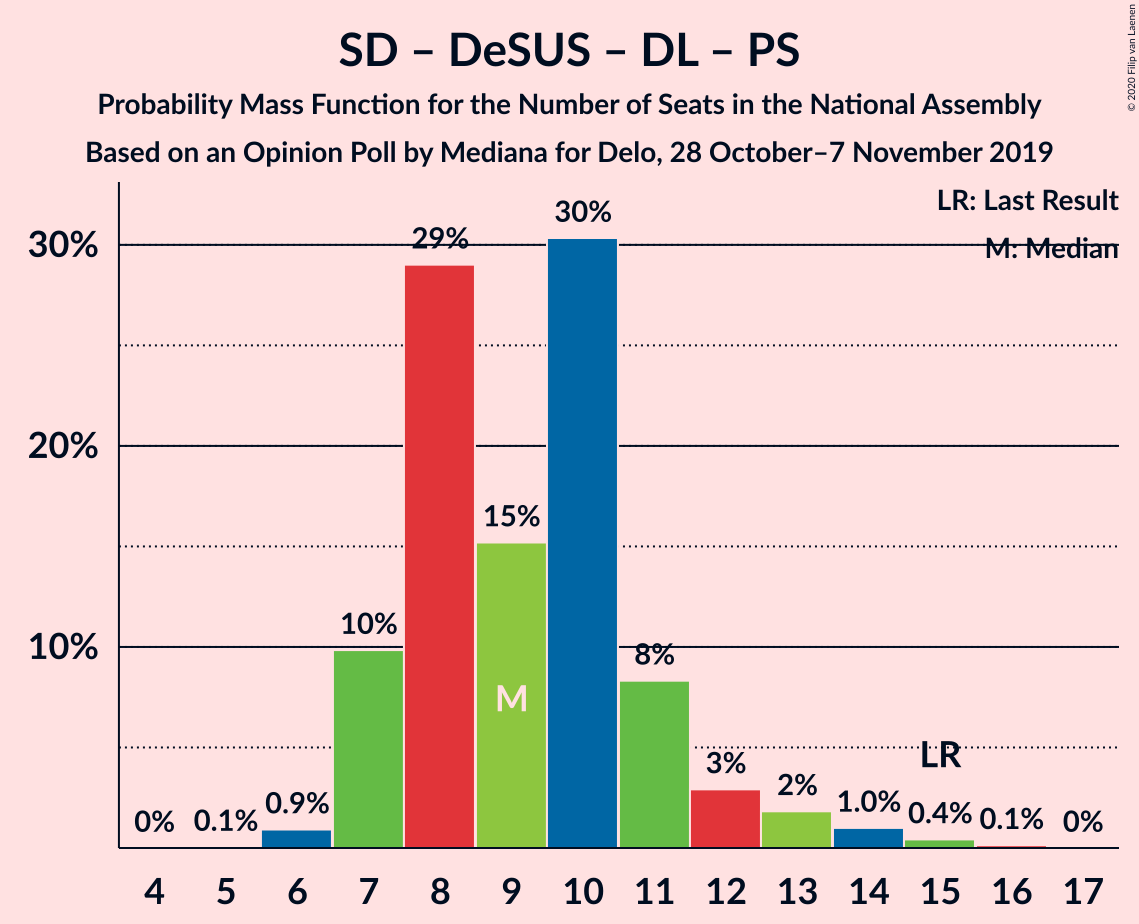 SD – DeSUS – DL – PS
Probability Mass Function for the Number of Seats in the National Assembly
Based on an Opinion Poll by Mediana for Delo, 28 October–7 November 2019
© 2020 Filip van Laenen
LR: Last Result
M: Median
30%
20%
10%
0% 0.1% 0.9% 10% 29% 15% 30% 8% 3% 2% 1.0% 0.4% 0.1% 0%
M
LR
4 5 6 7 8 9 10 11 12 13 14 15 16 17